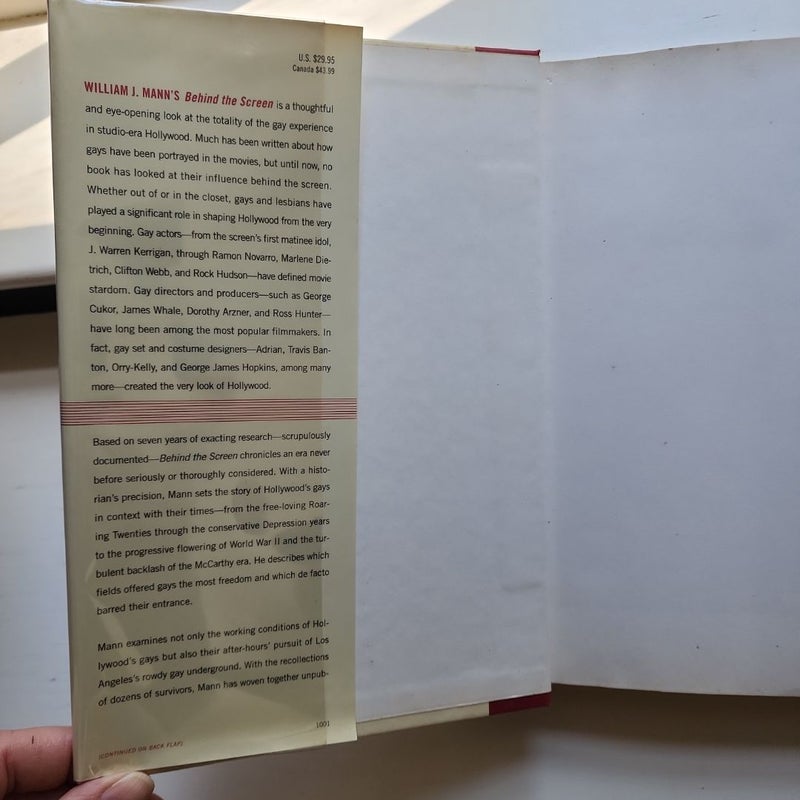 U.S. $29.95
Canada $43.99
WILLIAM J. MANN'S Behind the Screen is a thoughtful
and eye-opening look at the totality of the gay experience
in studio-era Hollywood. Much has been written about how
gays have been portrayed in the movies, but until now, no
book has looked at their influence behind the screen.
Whether out of or in the closet, gays and lesbians have
played a significant role in shaping Hollywood from the very
beginning. Gay actors—from the screen's first matinee idol,
J. Warren Kerrigan, through Ramon Novarro, Marlene Die-
trich, Clifton Webb, and Rock Hudson—have defined movie
stardom. Gay directors and producers—such as George
Cukor, James Whale, Dorothy Arzner, and Ross Hunter—
have long been among the most popular filmmakers. In
fact, gay set and costume designers—Adrian, Travis Ban-
ton, Orry-Kelly, and George James Hopkins, among many
more—created the very look of Hollywood.
Based on seven years of exacting research—scrupulously
documented—Behind the Screen chronicles an era never
before seriously or thoroughly considered. With a histo-
rian's precision, Mann sets the story of Hollywood's gays
in context with their times—from the free-loving Roar-
ing Twenties through the conservative Depression years
to the progressive flowering of World War II and the tur-
bulent backlash of the McCarthy era. He describes which
fields offered gays the most freedom and which de facto
barred their entrance.
Mann examines not only the working conditions of Hol-
lywood's gays but also their after-hours' pursuit of Los
Angeles's rowdy gay underground. With the recollections
of dozens of survivors, Mann has woven together unpub-
1001
(CONTINUED ON BACK FLAP)